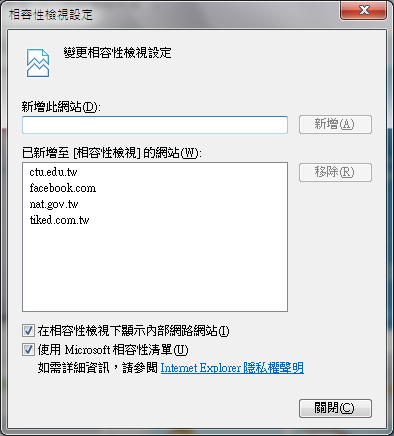 相容性檢視設定
變更相容性檢視設定
新增此網站(D):
新增(A)
已新增至 [相容性檢視] 的網站(W):
移除(R)
ctu.edu.tw
facebook.com
nat.gov.tw
tiked.com.tw
在相容性檢視下顯示內部網路網站(I)
使用 Microsoft 相容性清單(U)
如需詳細資訊，請參閱 Internet Explorer 隱私權聲明
關閉(C)